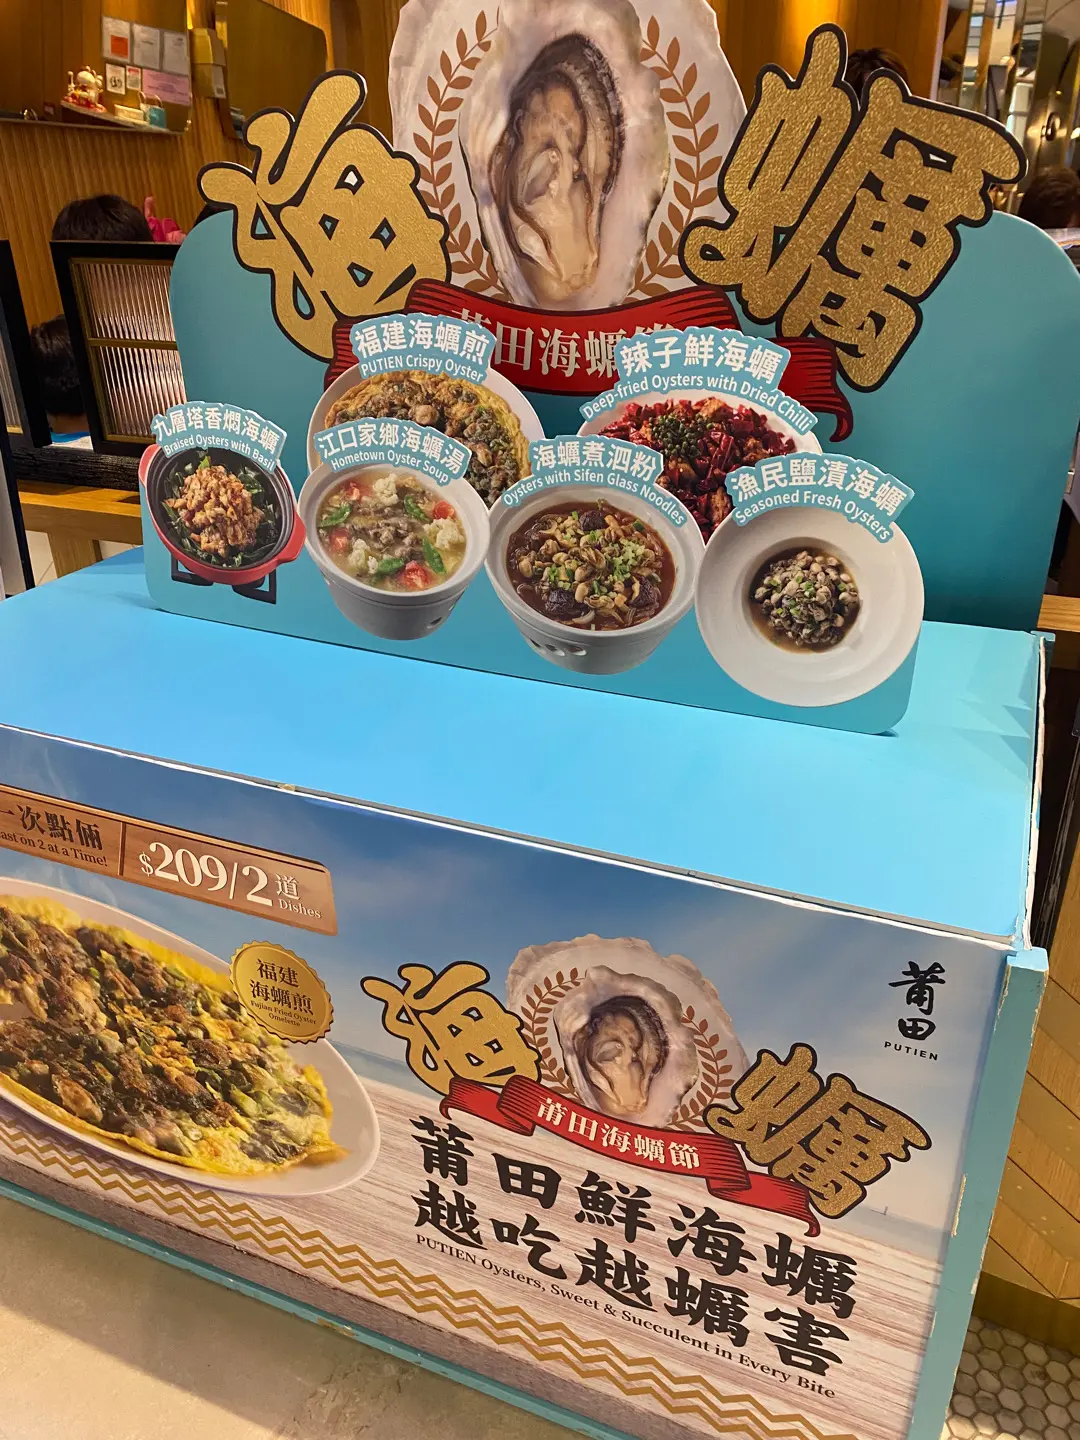 海蠣
莆田海蠣節
福建海蠣煎
PUTIEN Crispy Oyster
辣子鮮海蠣
Deep-fried Oysters with Dried Chilli
九層塔香燜海蠣
Braised Oysters with Basil
江口家鄉海蠣湯
Hometown Oyster Soup
海蠣煮泗粉
Oysters with Sifen Glass Noodles
漁民鹽漬海蠣
Seasoned Fresh Oysters
一次點倆
on 2 at a Time!
$209/2道
Dishes
福建
海蠣煎
Fujian Fried Oyster
Omelette
海蠣
莆田海蠣節
莆田
PUTIEN
莆田鮮海蠣
越吃越蠣害
PUTIEN Oysters, Sweet & Succulent in Every Bite